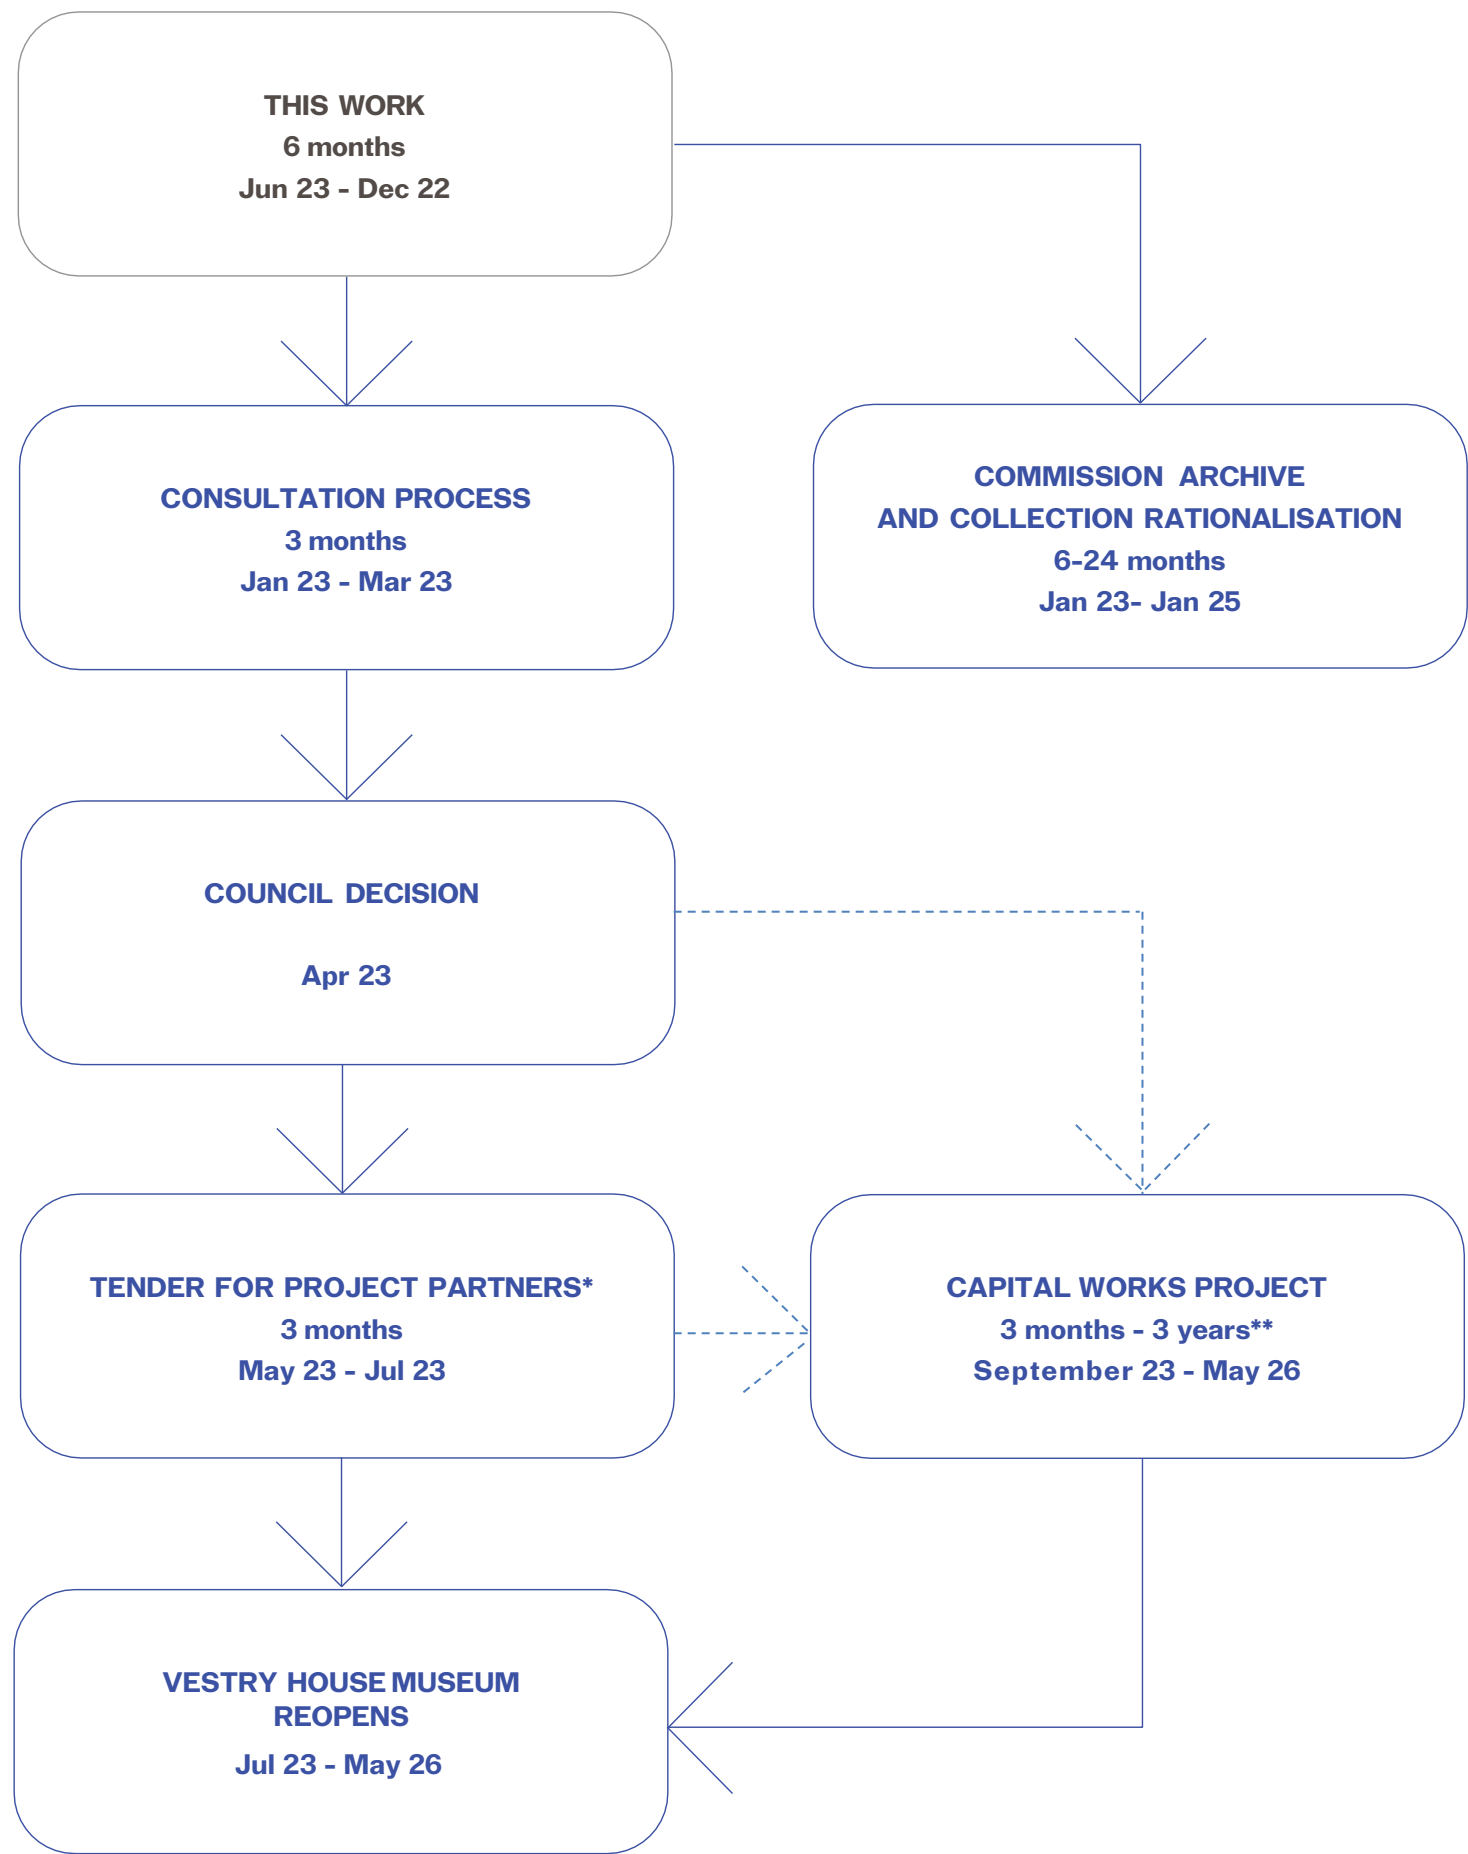 THIS WORK
6 months
Jun 23 - Dec 22
CONSULTATION PROCESS
3 months
Jan 23 - Mar 23
COMMISSION ARCHIVE
AND COLLECTION RATIONALISATION
6-24 months
Jan 23- Jan 25
COUNCIL DECISION
Apr 23
TENDER FOR PROJECT PARTNERS*
3 months
May 23 - Jul 23
CAPITAL WORKS PROJECT
3 months - 3 years**
September 23 - May 26
VESTRY HOUSE MUSEUM
REOPENS
Jul 23 - May 26